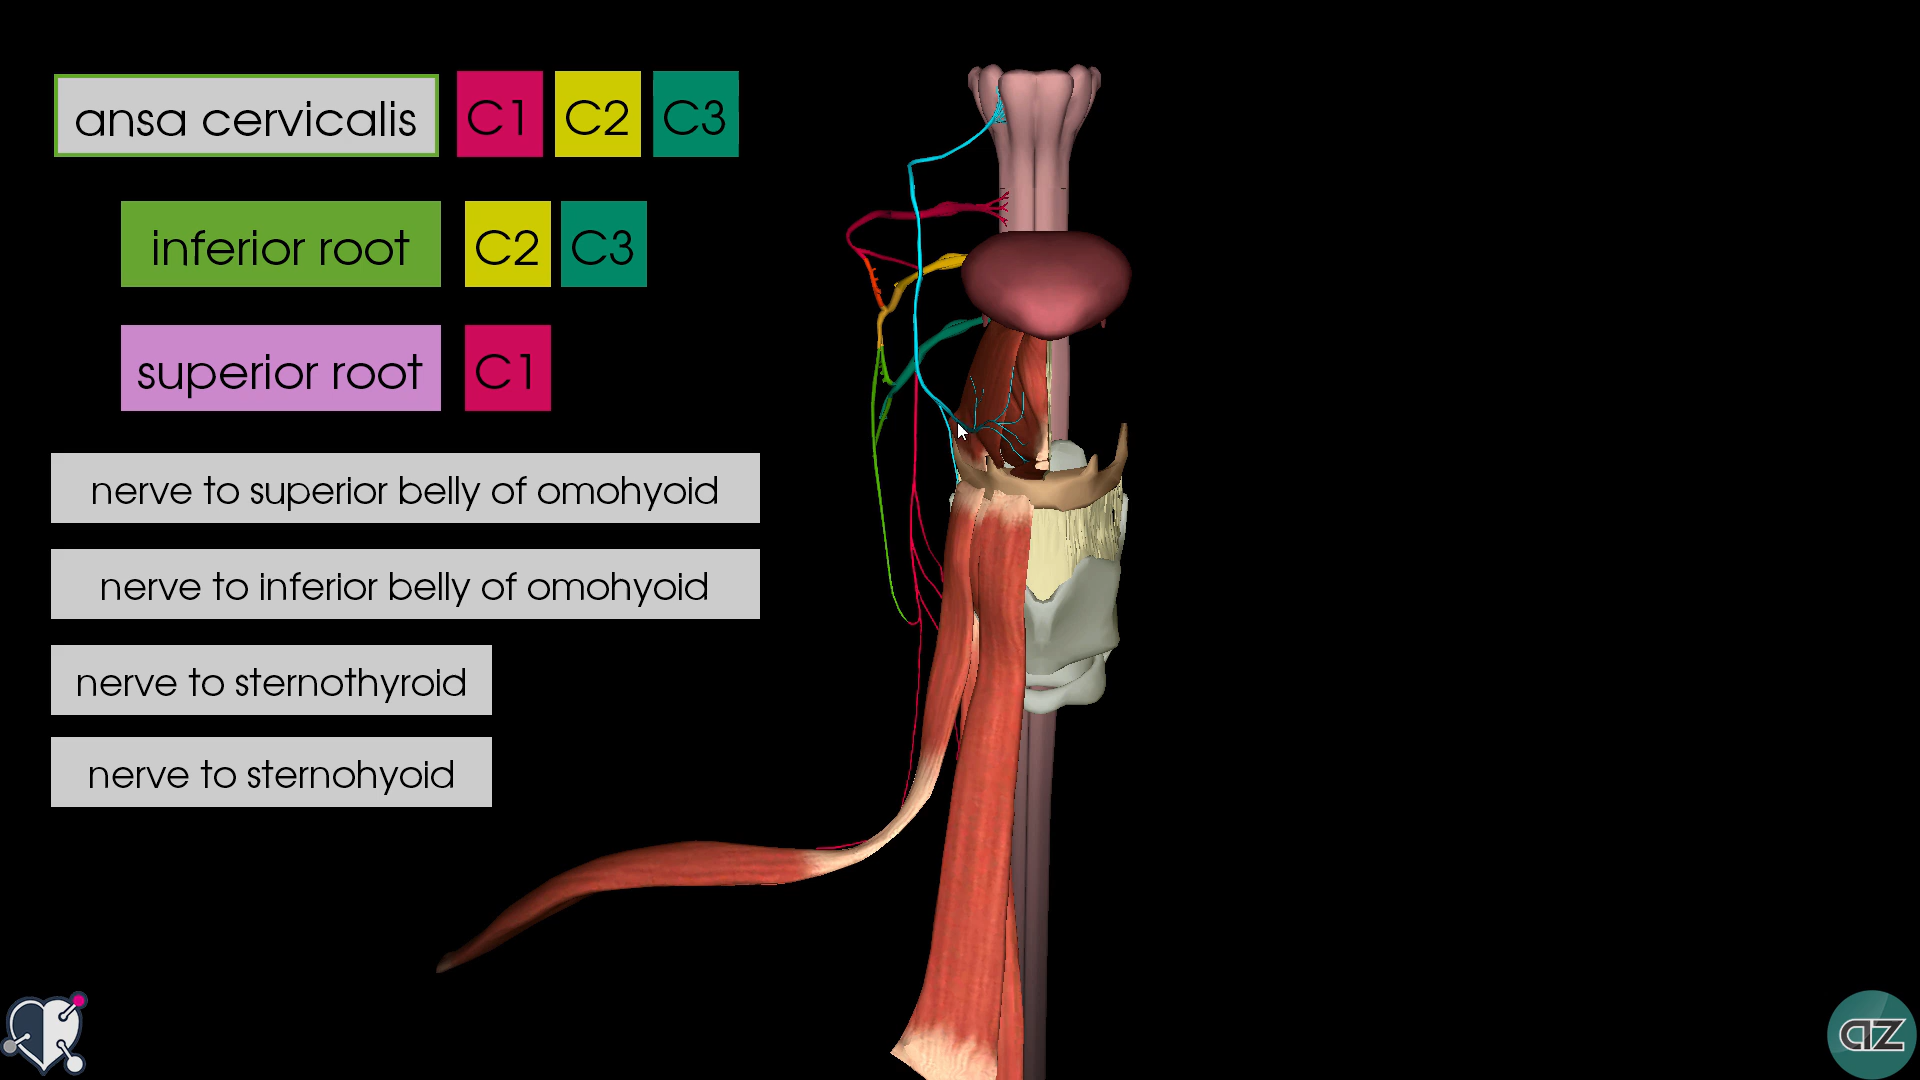 ansa cervicalis C1 C2 C3
inferior root C2 C3
superior root C1
nerve to superior belly of omohyoid
nerve to inferior belly of omohyoid
nerve to sternothyroid
nerve to sternohyoid
AZ